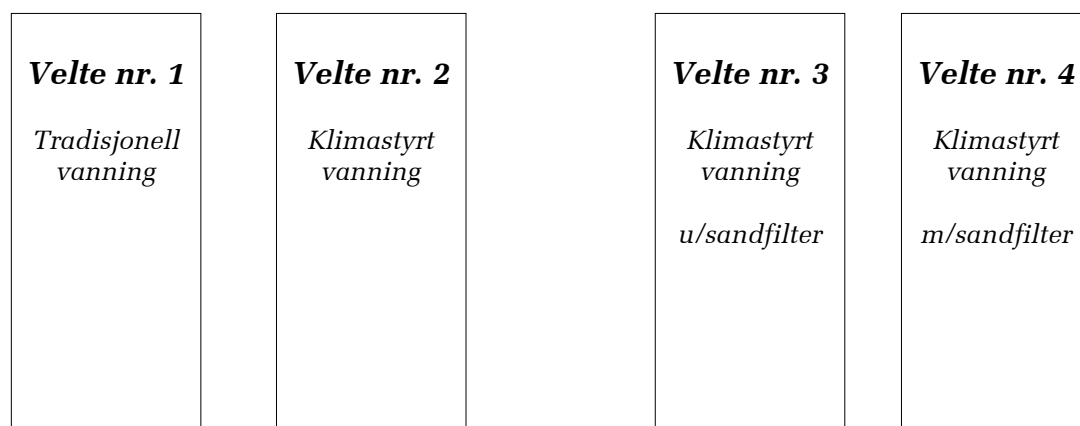 Velte nr. 1
Tradisjonell
vanning
Velte nr. 2
Klimastyrt
vanning
Velte nr. 3
Klimastyrt
vanning
u/sandfilter
Velte nr. 4
Klimastyrt
vanning
m/sandfilter